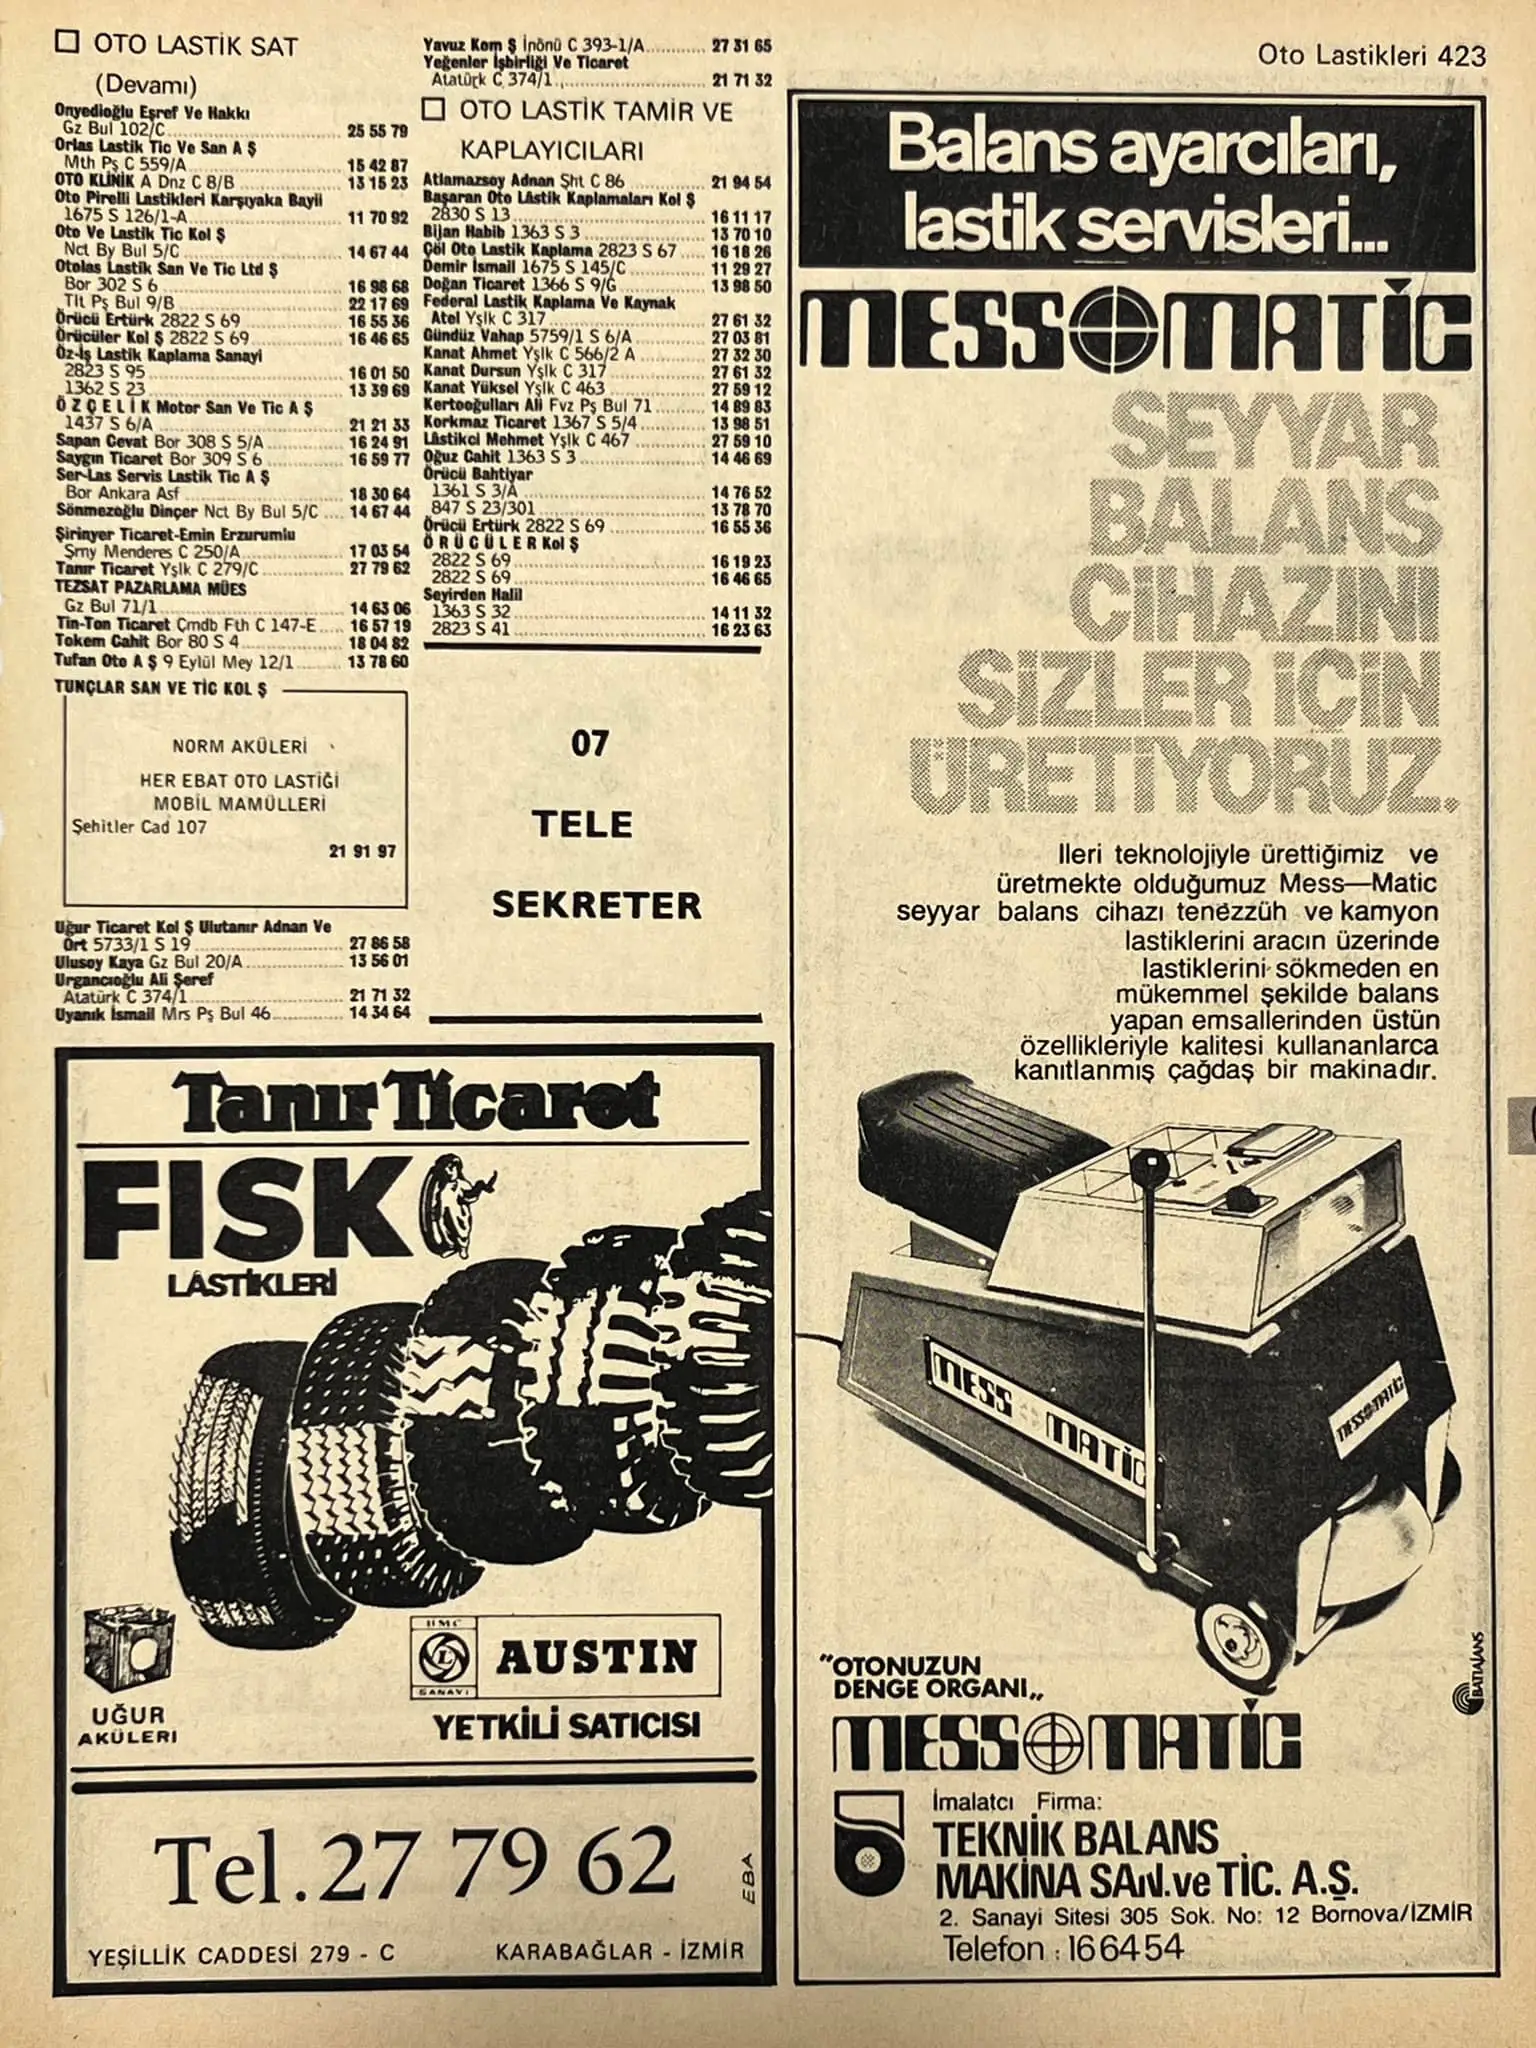 Oto Lastikleri 423
OTO LASTİK SAT
(Devamı)
Onyedioğlu Eşref Ve Hakkı
Gz Bul 102/C 25 55 79
Orlas Lastik Tic Ve San A Ş
Mth Pş C 559/A 15 42 87
OTO KLİNİK A Dnz C 8/B 13 15 23
Oto Pirelli Lastikleri Karşıyaka Bayii
1675 S 126/1-A 11 70 92
Oto Ve Lastik Tic Kol Ş
Nct By Bul 5/C 14 67 44
Otolas Lastik San Ve Tic Ltd Ş
Bor 302 S 6 16 98 68
Tlt Pş Bul 9/B 22 17 69
Örücü Ertürk 2822 S 69 16 55 36
Örücüler Kol Ş 2822 S 69 16 46 65
Öz-İş Lastik Kaplama Sanayi
2823 S 95 16 01 50
1362 S 23 13 39 69
Ö Z Ç E L İ K Motor San Ve Tic A Ş
1437 S 6/A 21 21 33
Sapan Cevat Bor 308 S 5/A 16 24 91
Saygın Ticaret Bor 309 S 6 16 59 77
Ser-Las Servis Lastik Tic A Ş
Bor Ankara Asf 18 30 64
Sönmezoğlu Dinçer Nct By Bul 5/C 14 67 44
Şirinyer Ticaret-Emin Erzurumlu
Şrny Menderes C 250/A 17 03 54
Tanır Ticaret Yşlk C 279/C 27 79 62
TEZSAT PAZARLAMA MÜES
Gz Bul 71/1 14 63 06
Tin-Ton Ticaret Çmdb Fth C 147-E 16 57 19
Tokem Cahit Bor 80 S 4 18 04 82
Tufan Oto A Ş 9 Eylül Mey 12/1 13 78 60
TUNÇLAR SAN VE TİC KOL Ş
NORM AKÜLERİ
HER EBAT OTO LASTİĞİ
MOBİL MAMÜLLERİ
Şehitler Cad 107
21 91 97
Uğur Ticaret Kol Ş Ulutanır Adnan Ve
Ort 5733/1 S 19 27 86 58
Ulusoy Kaya Gz Bul 20/A 13 56 01
Urgancıoğlu Ali Şeref
Atatürk C 374/1 21 71 32
Uyanık İsmail Mrs Pş Bul 46 14 34 64
Yavuz Kom Ş İnönü C 393-1/A 27 31 65
Yeğenler İşbirliği Ve Ticaret
Atatürk C 374/1 21 71 32
OTO LASTİK TAMİR VE
KAPLAYICILARI
Atlamazsoy Adnan Şht C 86 21 94 54
Başaran Oto Lâstik Kaplamaları Kol Ş
2830 S 13 16 11 17
Bijan Habib 1363 S 3 13 70 10
Çöl Oto Lastik Kaplama 2823 S 67 16 18 26
Demir İsmail 1675 S 145/C 11 29 27
Doğan Ticaret 1366 S 9/G 13 98 50
Federal Lastik Kaplama Ve Kaynak
Atel Yşlk C 317 27 61 32
Gündüz Vahap 5759/1 S 6/A 27 03 81
Kanat Ahmet Yşlk C 566/2 A 27 32 30
Kanat Dursun Yşlk C 317 27 61 32
Kanat Yüksel Yşlk C 463 27 59 12
Kertooğulları Ali Fvz Pş Bul 71 14 89 83
Korkmaz Ticaret 1367 S 5/4 13 98 51
Lâstikci Mehmet Yşlk C 467 27 59 10
Oğuz Cahit 1363 S 3 14 46 69
Örücü Bahtiyar
1361 S 3/A 14 76 52
847 S 23/301 13 78 70
Örücü Ertürk 2822 S 69 16 55 36
Ö R Ü C Ü L E R Kol Ş
2822 S 69 16 19 23
2822 S 69 16 46 65
Seyirden Halil
1363 S 32 14 11 32
2823 S 41 16 23 63
07
TELE
SEKRETER
Tanır Ticaret
FISK
LÂSTİKLERİ
UĞUR
AKÜLERİ
BMC
L
SANAYİ
AUSTIN
YETKİLİ SATICISI
Tel. 27 79 62
EBA
YEŞİLLİK CADDESİ 279 - C KARABAĞLAR - İZMİR
Balans ayarcıları,
lastik servisleri...
MESS MATİC
SEYYAR
BALANS
CİHAZINI
SİZLER İÇİN
ÜRETİYORUZ.
Ileri teknolojiyle ürettiğimiz ve
üretmekte olduğumuz Mess—Matic
seyyar balans cihazı tenezzüh ve kamyon
lastiklerini aracın üzerinde
lastiklerini sökmeden en
mükemmel şekilde balans
yapan emsallerinden üstün
özellikleriyle kalitesi kullananlarca
kanıtlanmış çağdaş bir makinadır.
MESS MATİC
MESS MATİC
BATIAJANS
"OTONUZUN
DENGE ORGANI„
MESS MATİC
İmalatcı Firma:
TEKNİK BALANS
MAKİNA SAN. ve TİC. A.Ş.
2. Sanayi Sitesi 305 Sok. No: 12 Bornova/İZMİR
Telefon : 16 64 54